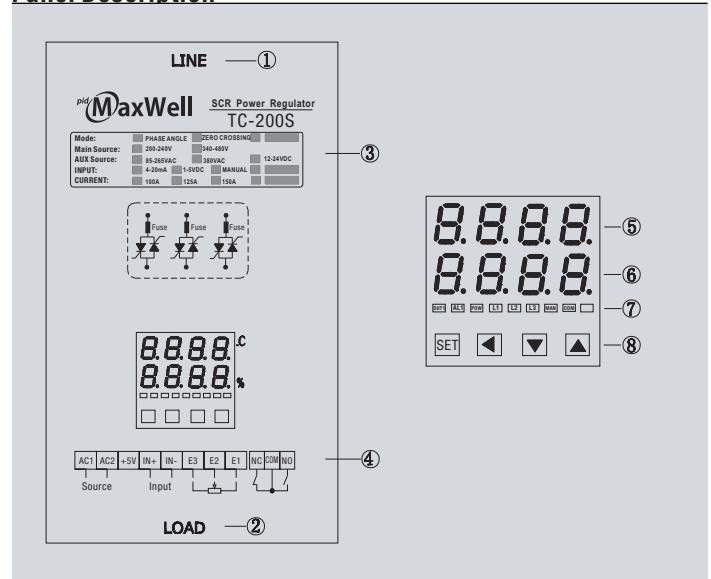 Panel Description
LINE ①
pid MaxWell SCR Power Regulator
TC-200S
Mode: PHASE ANGLE ZERO CROSSING
Main Source: 200-240V 340-480V
AUX Source: 85-265VAC 380VAC 12-24VDC
INPUT: 4-20mA 1-5VDC MANUAL
CURRENT: 100A 125A 150A
③
Fuse Fuse Fuse
8.8.8.8. .C
8.8.8.8. %
AC1 AC2 +5V IN+ IN- E3 E2 E1 NC COM NO
④
Source Input
LOAD ②
8.8.8.8. ⑤
8.8.8.8. ⑥
OUT1 AL1 POW L1 L2 L3 MAN COM ⑦
SET ◀ ▼ ▲ ⑧